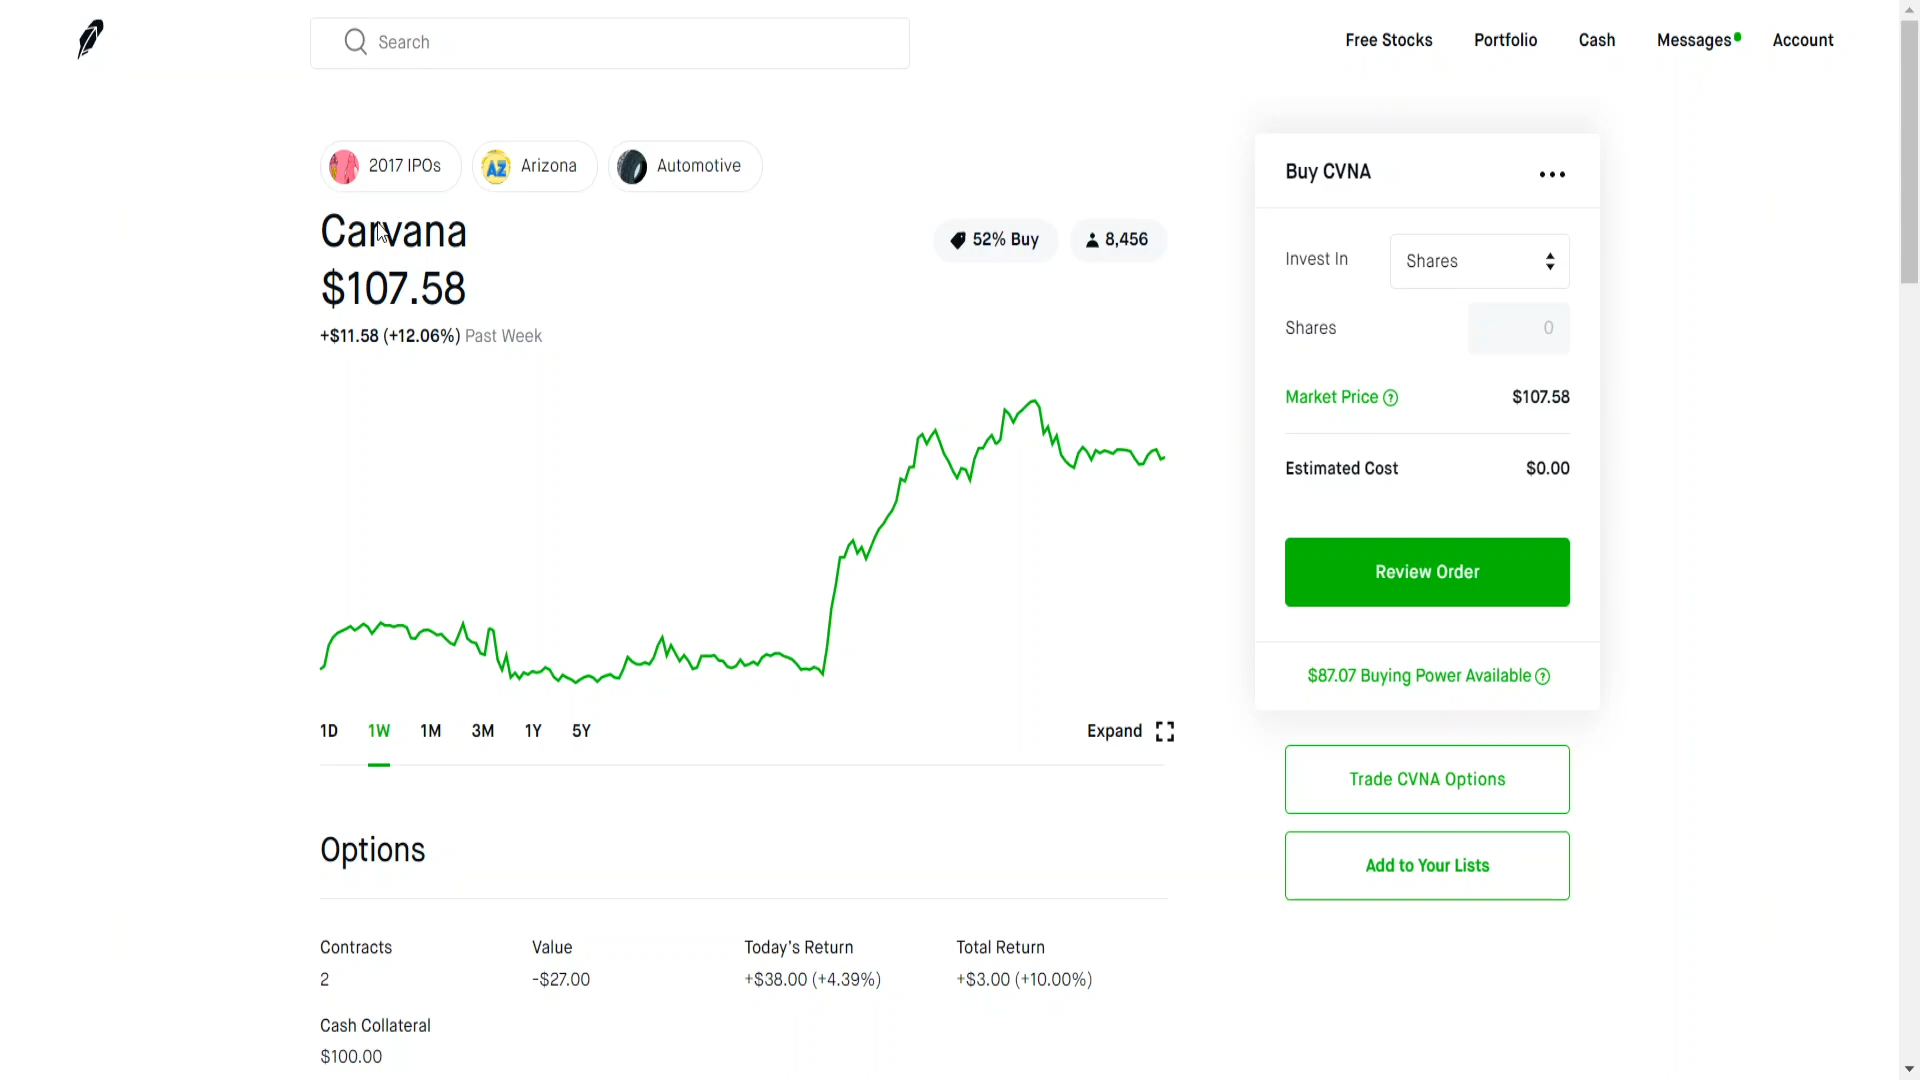 Search
Free Stocks
Portfolio
Cash
Messages
Account
2017 IPOs
AZ
Arizona
Automotive
Carvana
$107.58
+$11.58 (+12.06%) Past Week
52% Buy
8,456
1D
1W
1M
3M
1Y
5Y
Expand
Options
Contracts
2
Value
-$27.00
Today's Return
+$38.00 (+4.39%)
Total Return
+$3.00 (+10.00%)
Cash Collateral
$100.00
Buy CVNA
Invest In
Shares
Shares
0
Market Price ?
$107.58
Estimated Cost
$0.00
Review Order
$87.07 Buying Power Available ?
Trade CVNA Options
Add to Your Lists